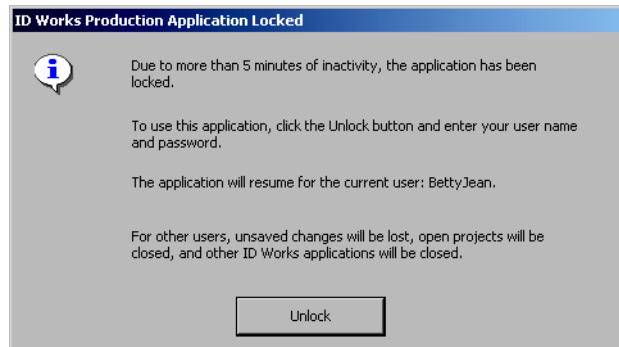 ID Works Production Application Locked
Due to more than 5 minutes of inactivity, the application has been
locked.
To use this application, click the Unlock button and enter your user name
and password.
The application will resume for the current user: BettyJean.
For other users, unsaved changes will be lost, open projects will be
closed, and other ID Works applications will be closed.
Unlock